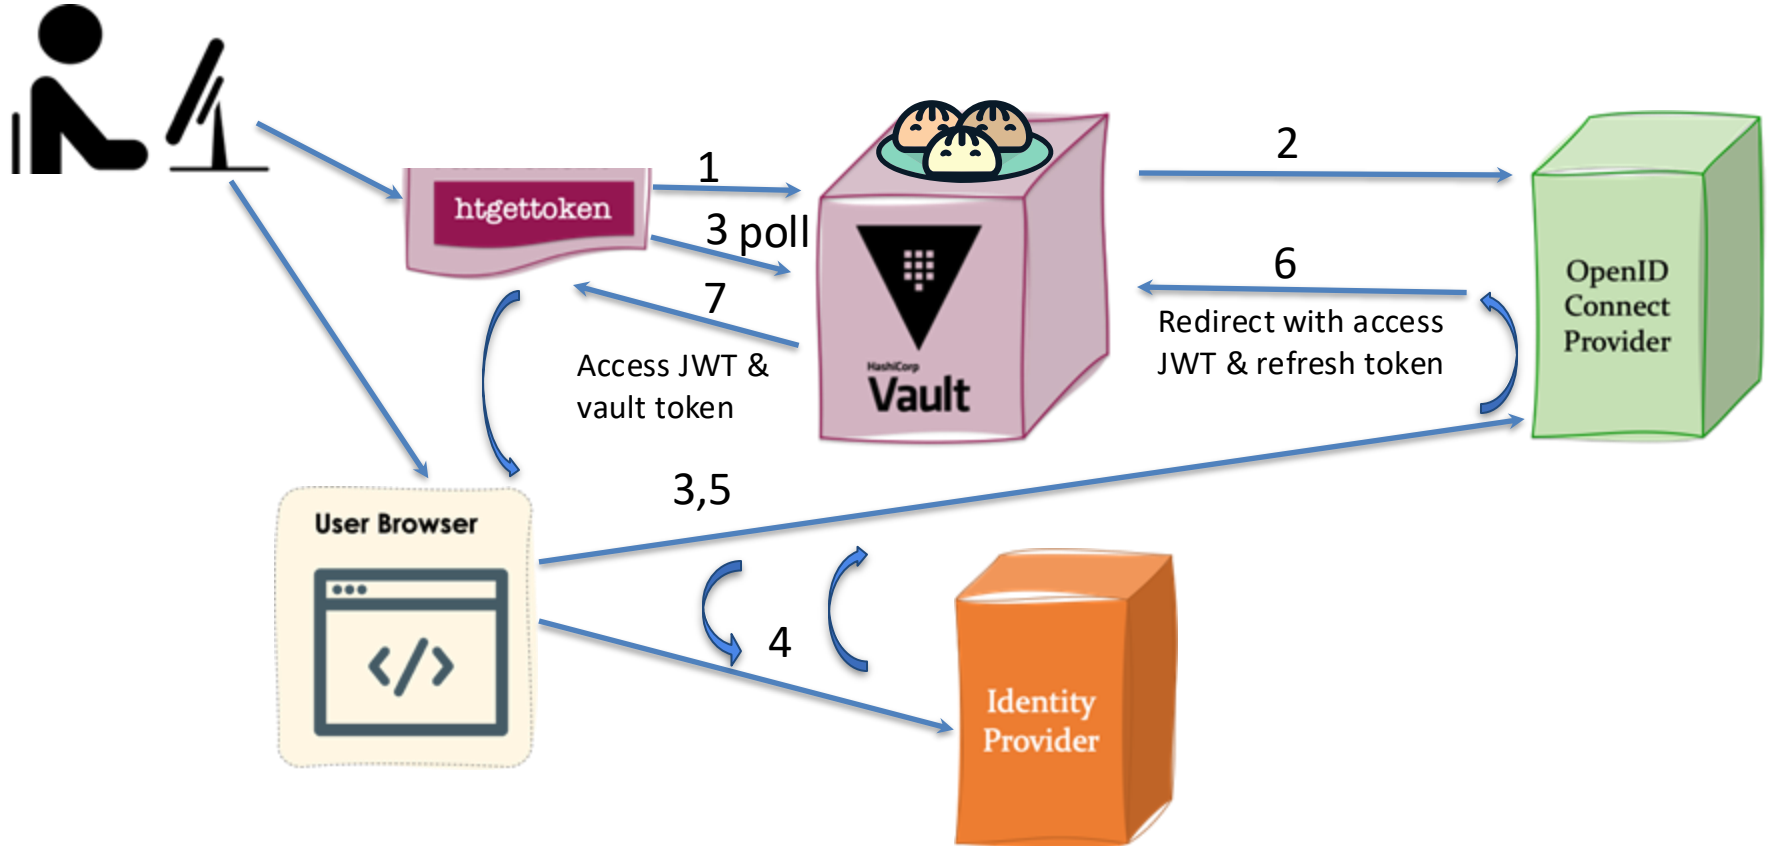 1
2
htgettoken
3 poll
6
OpenID
Connect
Provider
7
Redirect with access
JWT & refresh token
Access JWT &
vault token
HashiCorp
Vault
3,5
User Browser
</>
4
Identity
Provider